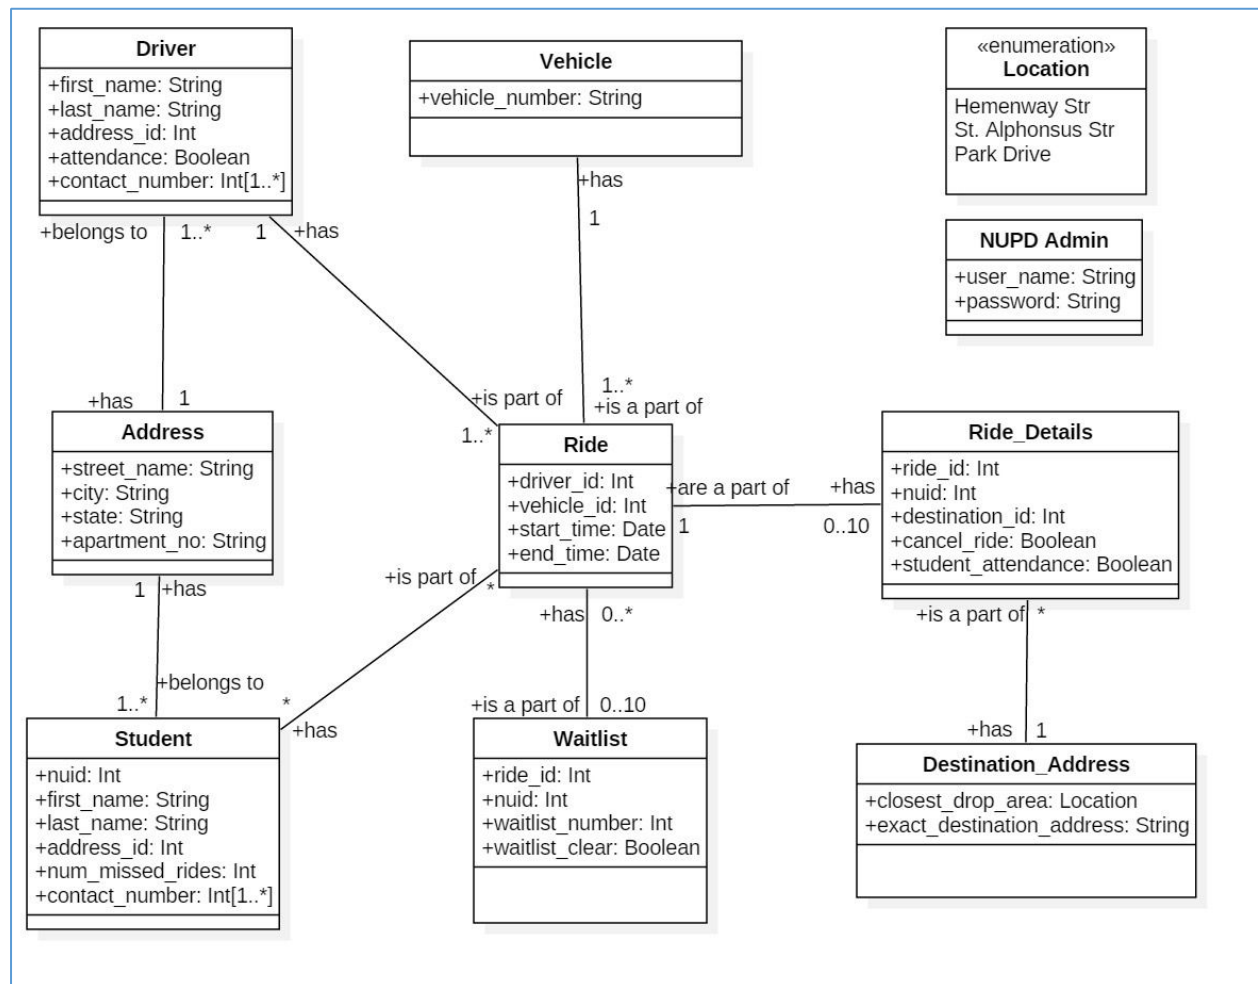 Driver
+first_name: String
+last_name: String
+address_id: Int
+attendance: Boolean
+contact_number: Int[1..*]
Vehicle
+vehicle_number: String
«enumeration»
Location
Hemenway Str
St. Alphonsus Str
Park Drive
NUPD Admin
+user_name: String
+password: String
+belongs to
1..*
1
+has
+has
1
+has
1
+is part of
1..*
1..*
+is a part of
Address
+street_name: String
+city: String
+state: String
+apartment_no: String
Ride
+driver_id: Int
+vehicle_id: Int
+start_time: Date
+end_time: Date
+are a part of
1
+has
0..10
Ride_Details
+ride_id: Int
+nuid: Int
+destination_id: Int
+cancel_ride: Boolean
+student_attendance: Boolean
1
+has
+belongs to
1..*
+is part of
*
*
+has
+has
0..*
+is a part of
0..10
+is a part of
*
+has
1
Student
+nuid: Int
+first_name: String
+last_name: String
+address_id: Int
+num_missed_rides: Int
+contact_number: Int[1..*]
Waitlist
+ride_id: Int
+nuid: Int
+waitlist_number: Int
+waitlist_clear: Boolean
Destination_Address
+closest_drop_area: Location
+exact_destination_address: String